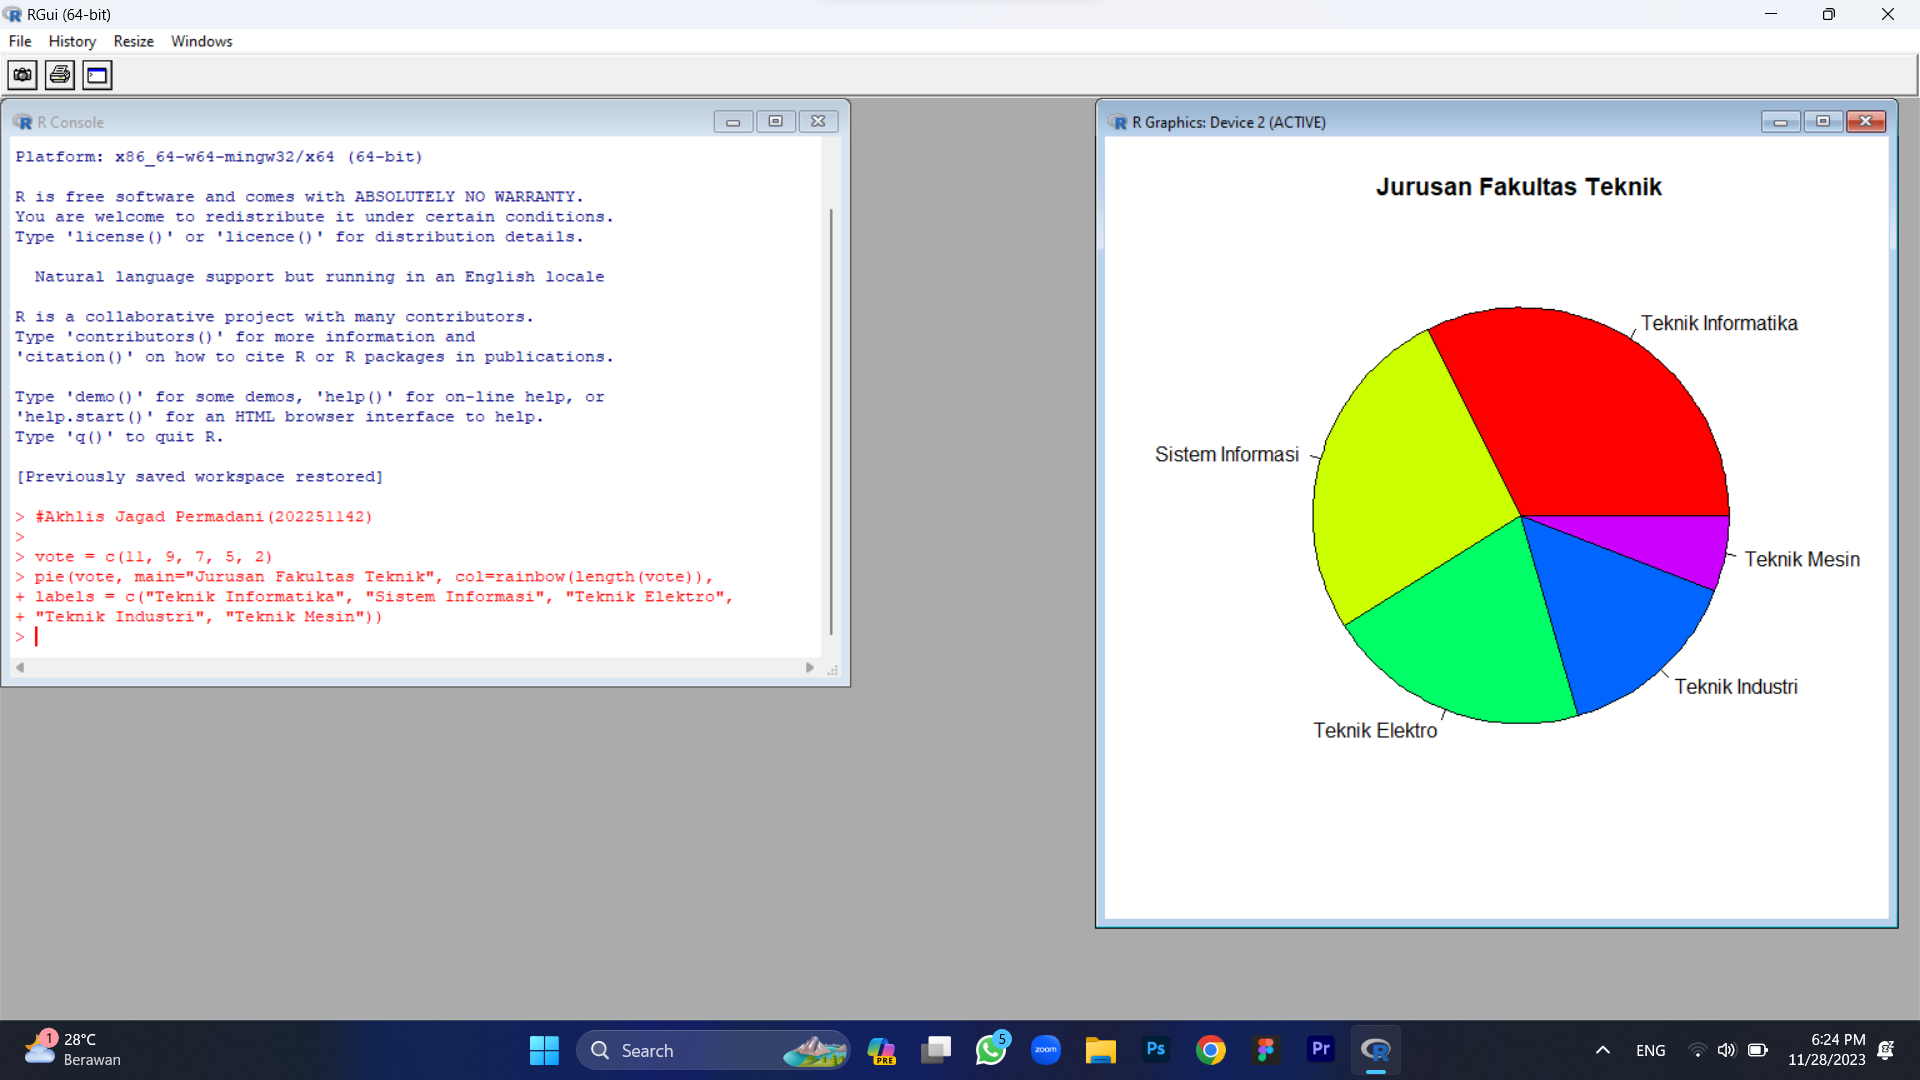 RGui (64-bit)
File History Resize Windows
R Console
Platform: x86_64-w64-mingw32/x64 (64-bit)
R is free software and comes with ABSOLUTELY NO WARRANTY.
You are welcome to redistribute it under certain conditions.
Type 'license()' or 'licence()' for distribution details.
Natural language support but running in an English locale
R is a collaborative project with many contributors.
Type 'contributors()' for more information and
'citation()' on how to cite R or R packages in publications.
Type 'demo()' for some demos, 'help()' for on-line help, or
'help.start()' for an HTML browser interface to help.
Type 'q()' to quit R.
[Previously saved workspace restored]
> #Akhlis Jagad Permadani(202251142)
>
> vote = c(11, 9, 7, 5, 2)
> pie(vote, main="Jurusan Fakultas Teknik", col=rainbow(length(vote)),
+ labels = c("Teknik Informatika", "Sistem Informasi", "Teknik Elektro",
+ "Teknik Industri", "Teknik Mesin"))
>
R Graphics: Device 2 (ACTIVE)
Jurusan Fakultas Teknik
Teknik Informatika
Sistem Informasi
Teknik Mesin
Teknik Industri
Teknik Elektro
1
28°C
Berawan
Search
PRE
5
zoom
Ps
Pr
R
ENG
6:24 PM
11/28/2023